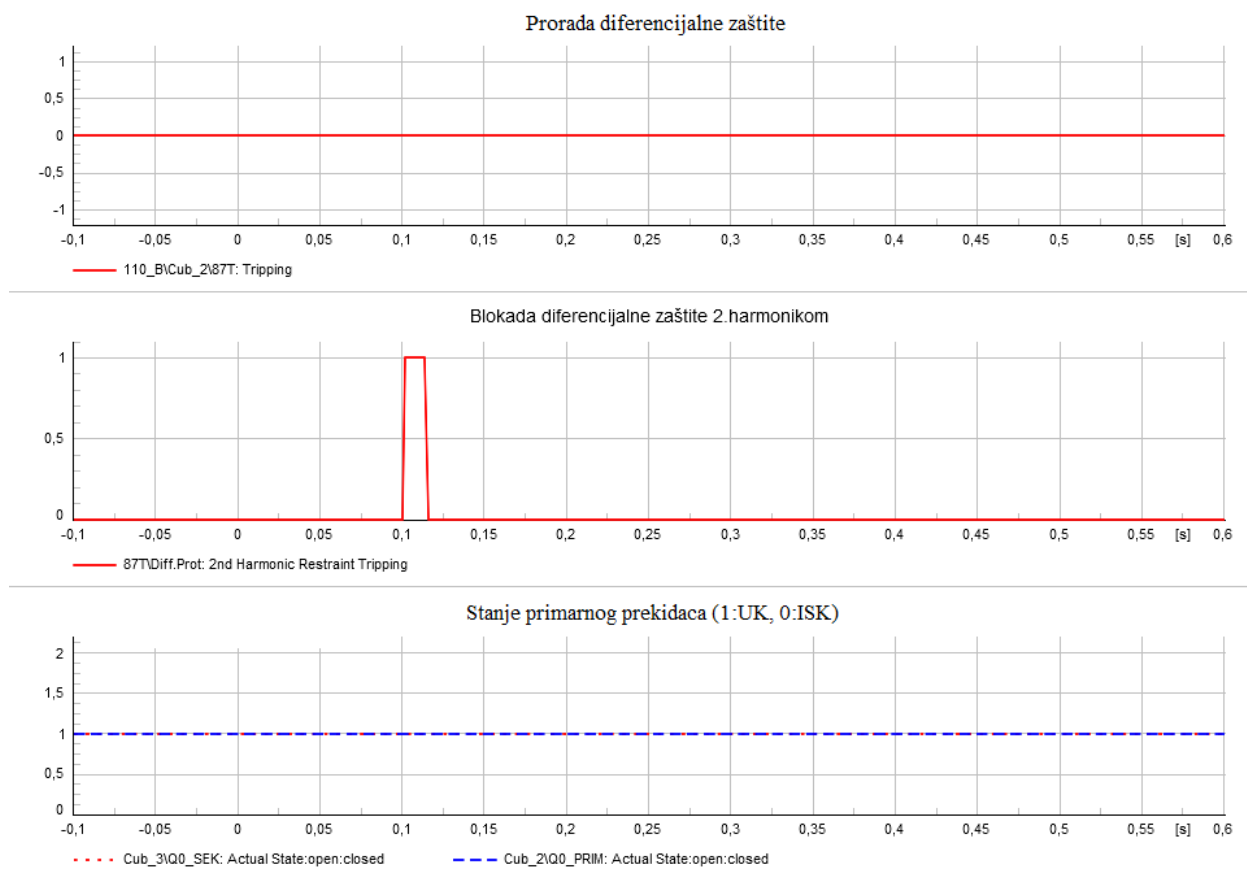 Prorada diferencijalne zaštite
1
0,5
0
-0,5
-1
-0,1 -0,05 0 0,05 0,1 0,15 0,2 0,25 0,3 0,35 0,4 0,45 0,5 0,55 [s] 0,6
110_B\Cub_2\87T: Tripping
Blokada diferencijalne zaštite 2.harmonikom
1
0,5
0
-0,1 -0,05 0 0,05 0,1 0,15 0,2 0,25 0,3 0,35 0,4 0,45 0,5 0,55 [s] 0,6
87T\Diff.Prot: 2nd Harmonic Restraint Tripping
Stanje primarnog prekidaca (1:UK, 0:ISK)
2
1,5
1
0,5
0
-0,1 -0,05 0 0,05 0,1 0,15 0,2 0,25 0,3 0,35 0,4 0,45 0,5 0,55 [s] 0,6
Cub_3\Q0_SEK: Actual State:open:closed Cub_2\Q0_PRIM: Actual State:open:closed